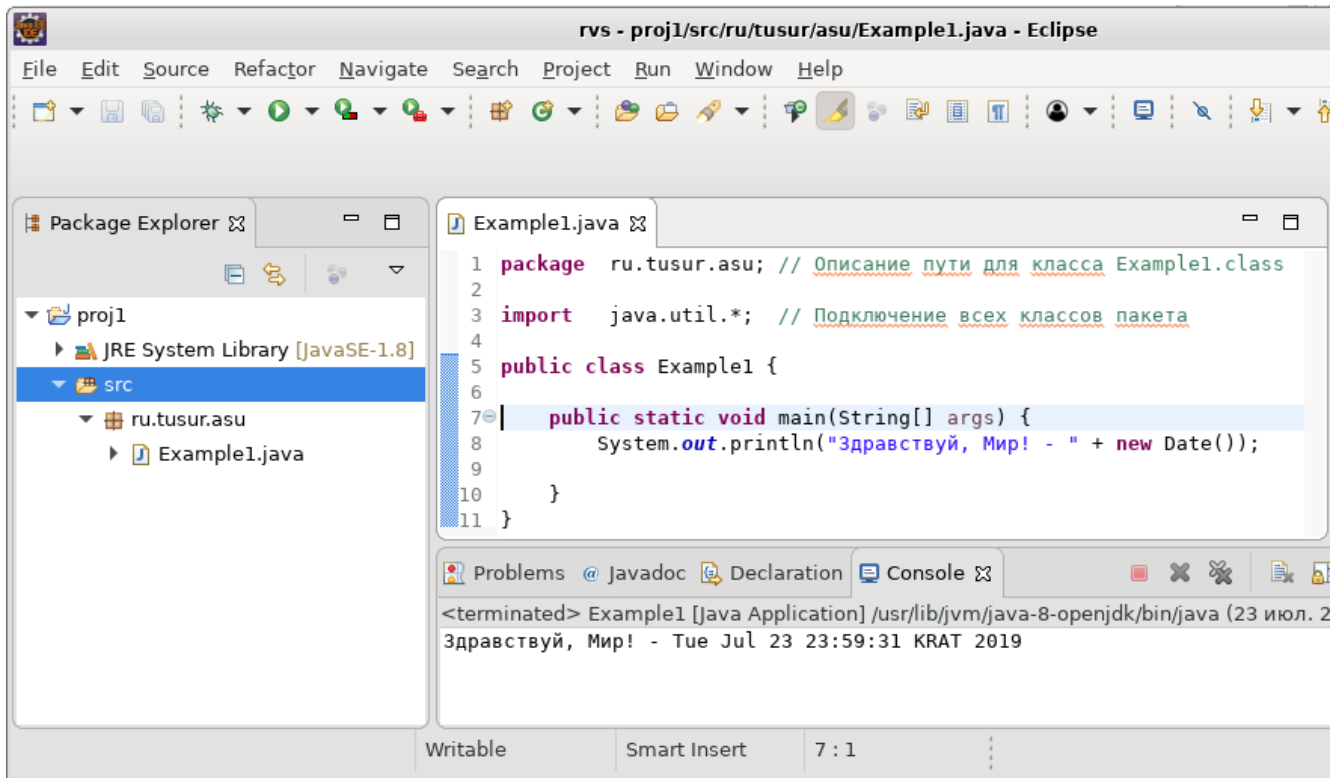 rvs - proj1/src/ru/tusur/asu/Example1.java - Eclipse
File Edit Source Refactor Navigate Search Project Run Window Help
Package Explorer
proj1
JRE System Library [JavaSE-1.8]
src
ru.tusur.asu
Example1.java
Example1.java
1 package ru.tusur.asu; // Описание пути для класса Example1.class
2
3 import java.util.*; // Подключение всех классов пакета
4
5 public class Example1 {
6
7 public static void main(String[] args) {
8 System.out.println("Здравствуй, Мир! - " + new Date());
9
10 }
11 }
Problems @ Javadoc Declaration Console
<terminated> Example1 [Java Application] /usr/lib/jvm/java-8-openjdk/bin/java (23 июл. 2
Здравствуй, Мир! - Tue Jul 23 23:59:31 KRAT 2019
Writable Smart Insert 7 : 1